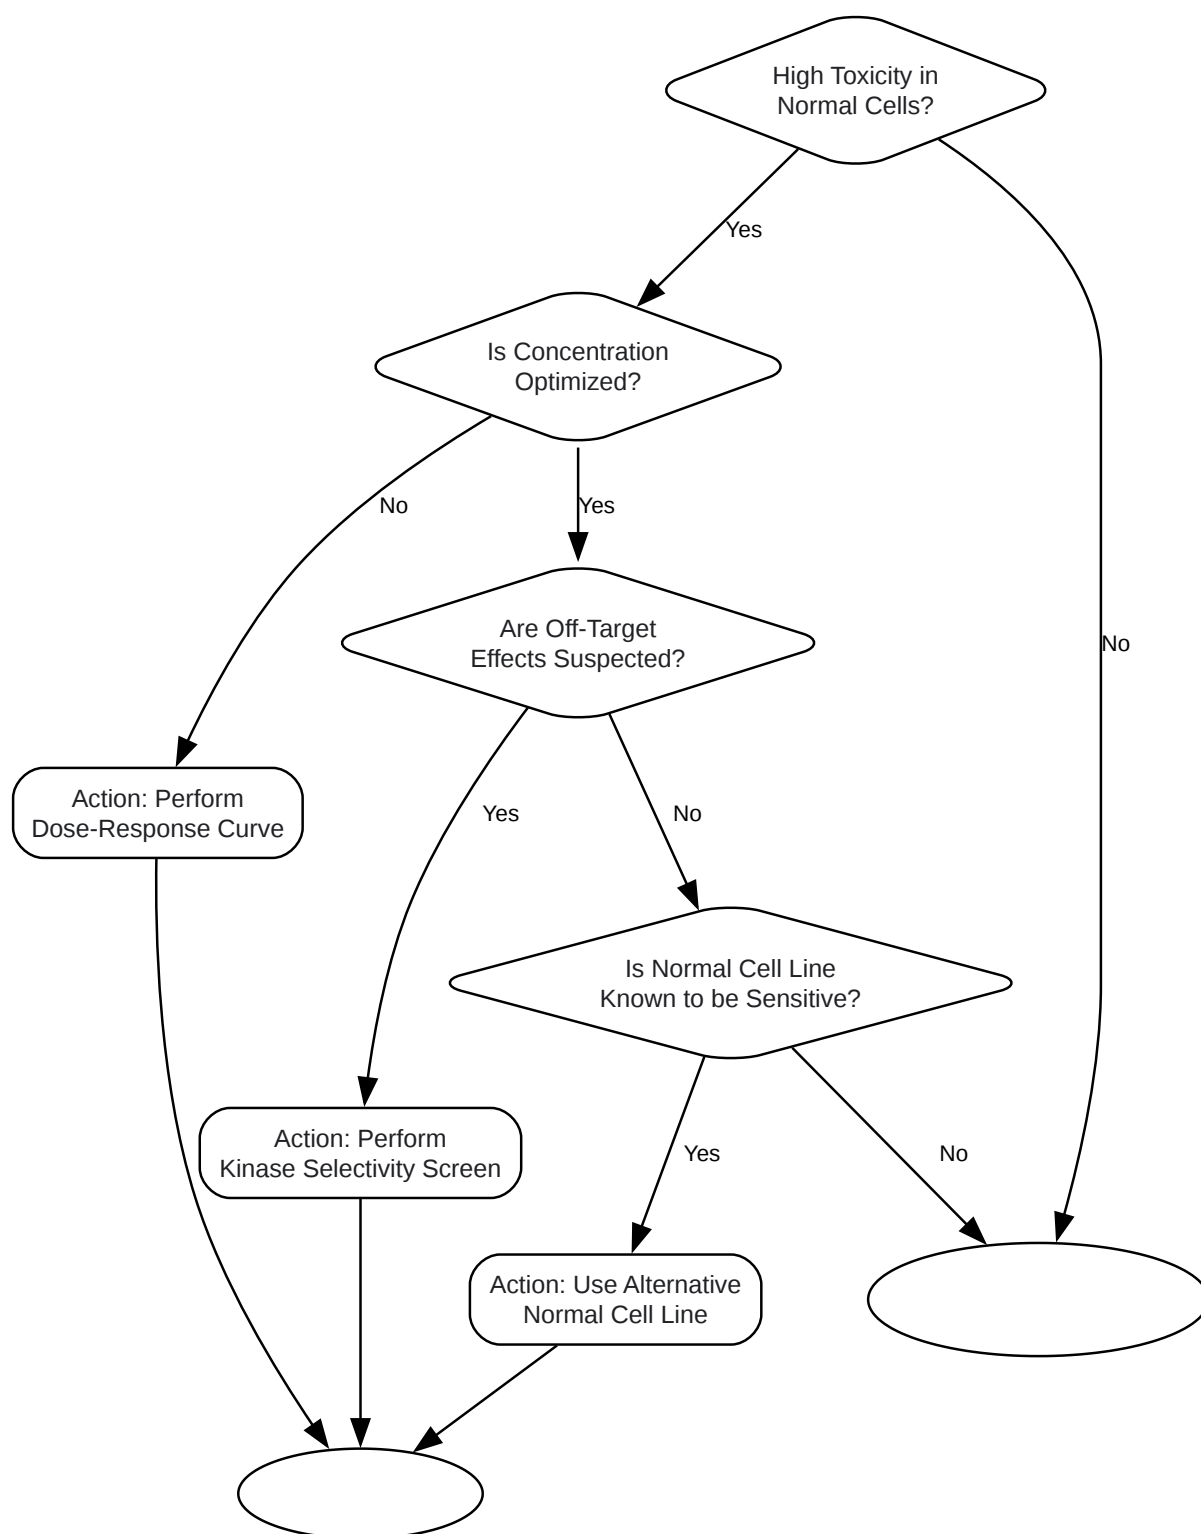 High Toxicity in
Normal Cells?
Yes
Is Concentration
Optimized?
No
Yes
Are Off-Target
Effects Suspected?
No
Action: Perform
Dose-Response Curve
Yes
No
Is Normal Cell Line
Known to be Sensitive?
Action: Perform
Kinase Selectivity Screen
Yes
No
Action: Use Alternative
Normal Cell Line